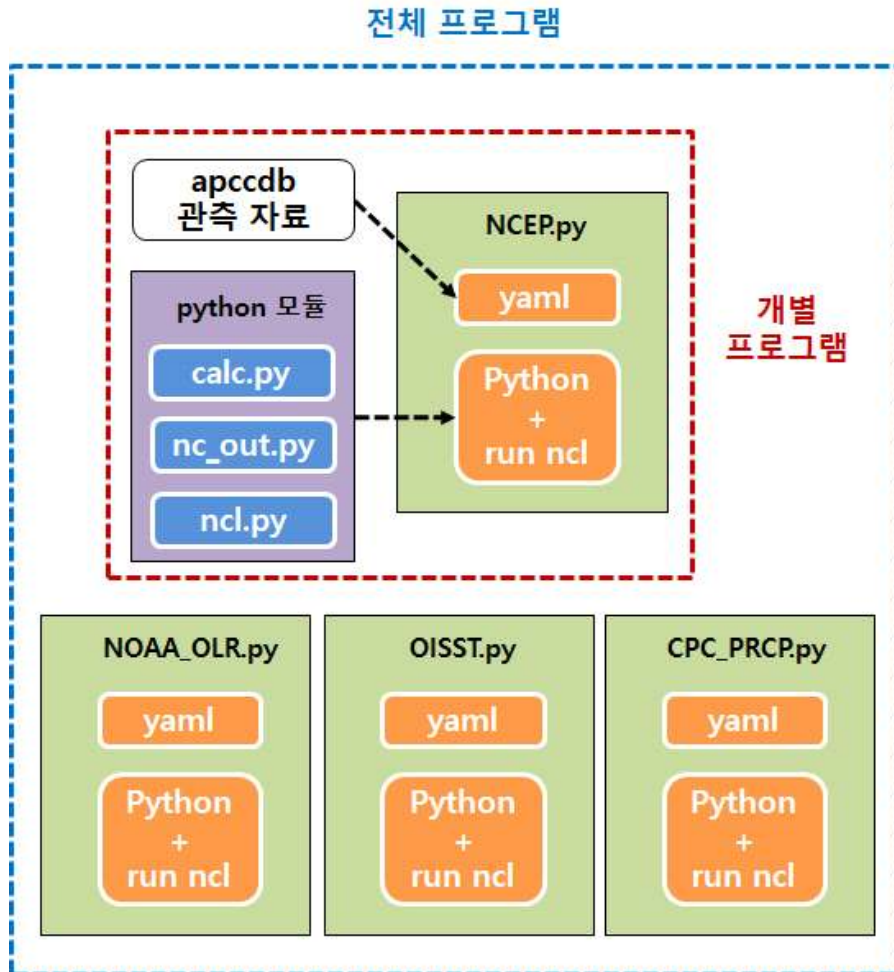 전체 프로그램
apccdb
관측 자료
python 모듈
calc.py
nc_out.py
ncl.py
NCEP.py
yaml
Python
+
run ncl
개별
프로그램
NOAA_OLR.py
yaml
Python
+
run ncl
OISST.py
yaml
Python
+
run ncl
CPC_PRCP.py
yaml
Python
+
run ncl